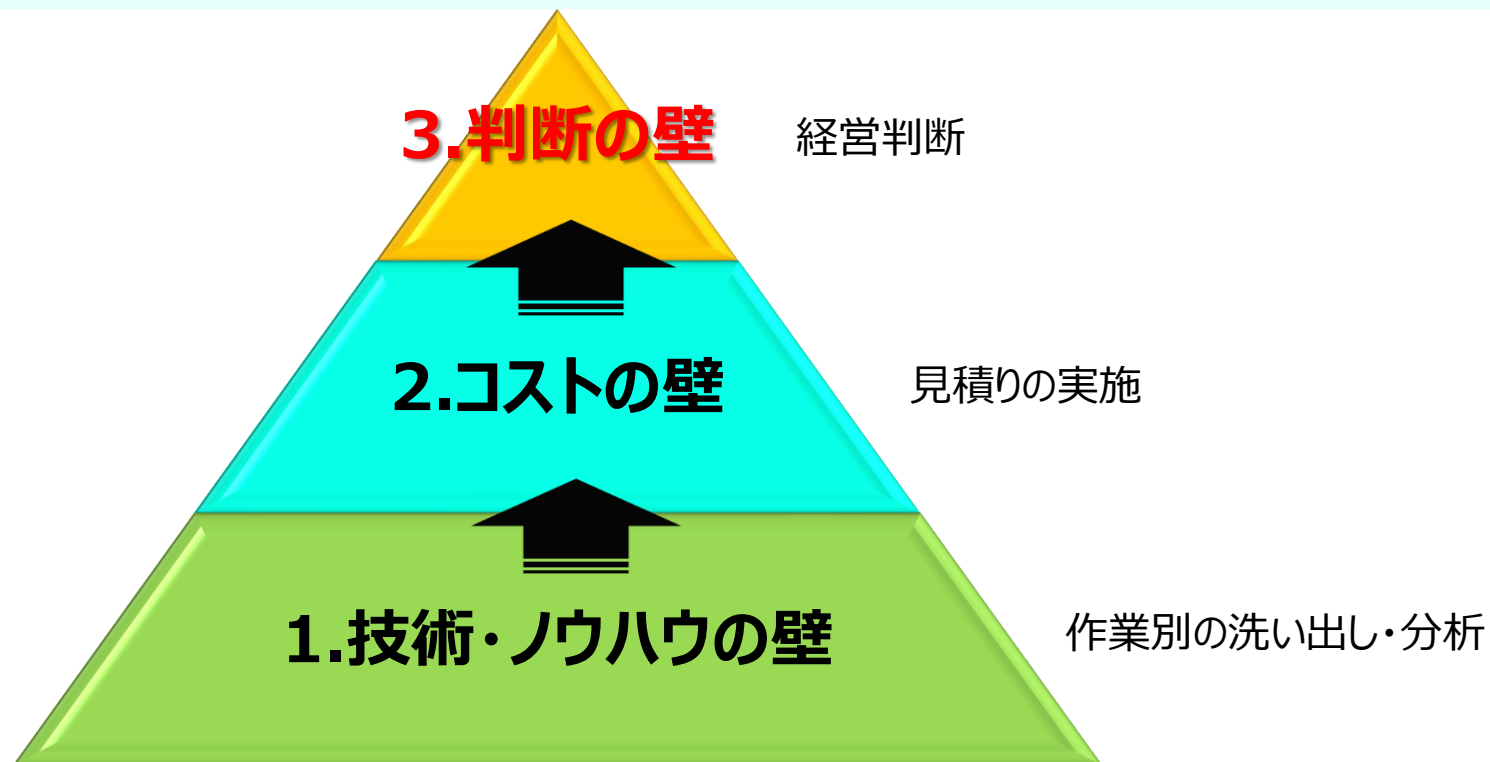 3.判断の壁
経営判断
2.コストの壁
見積りの実施
1.技術・ノウハウの壁
作業別の洗い出し・分析